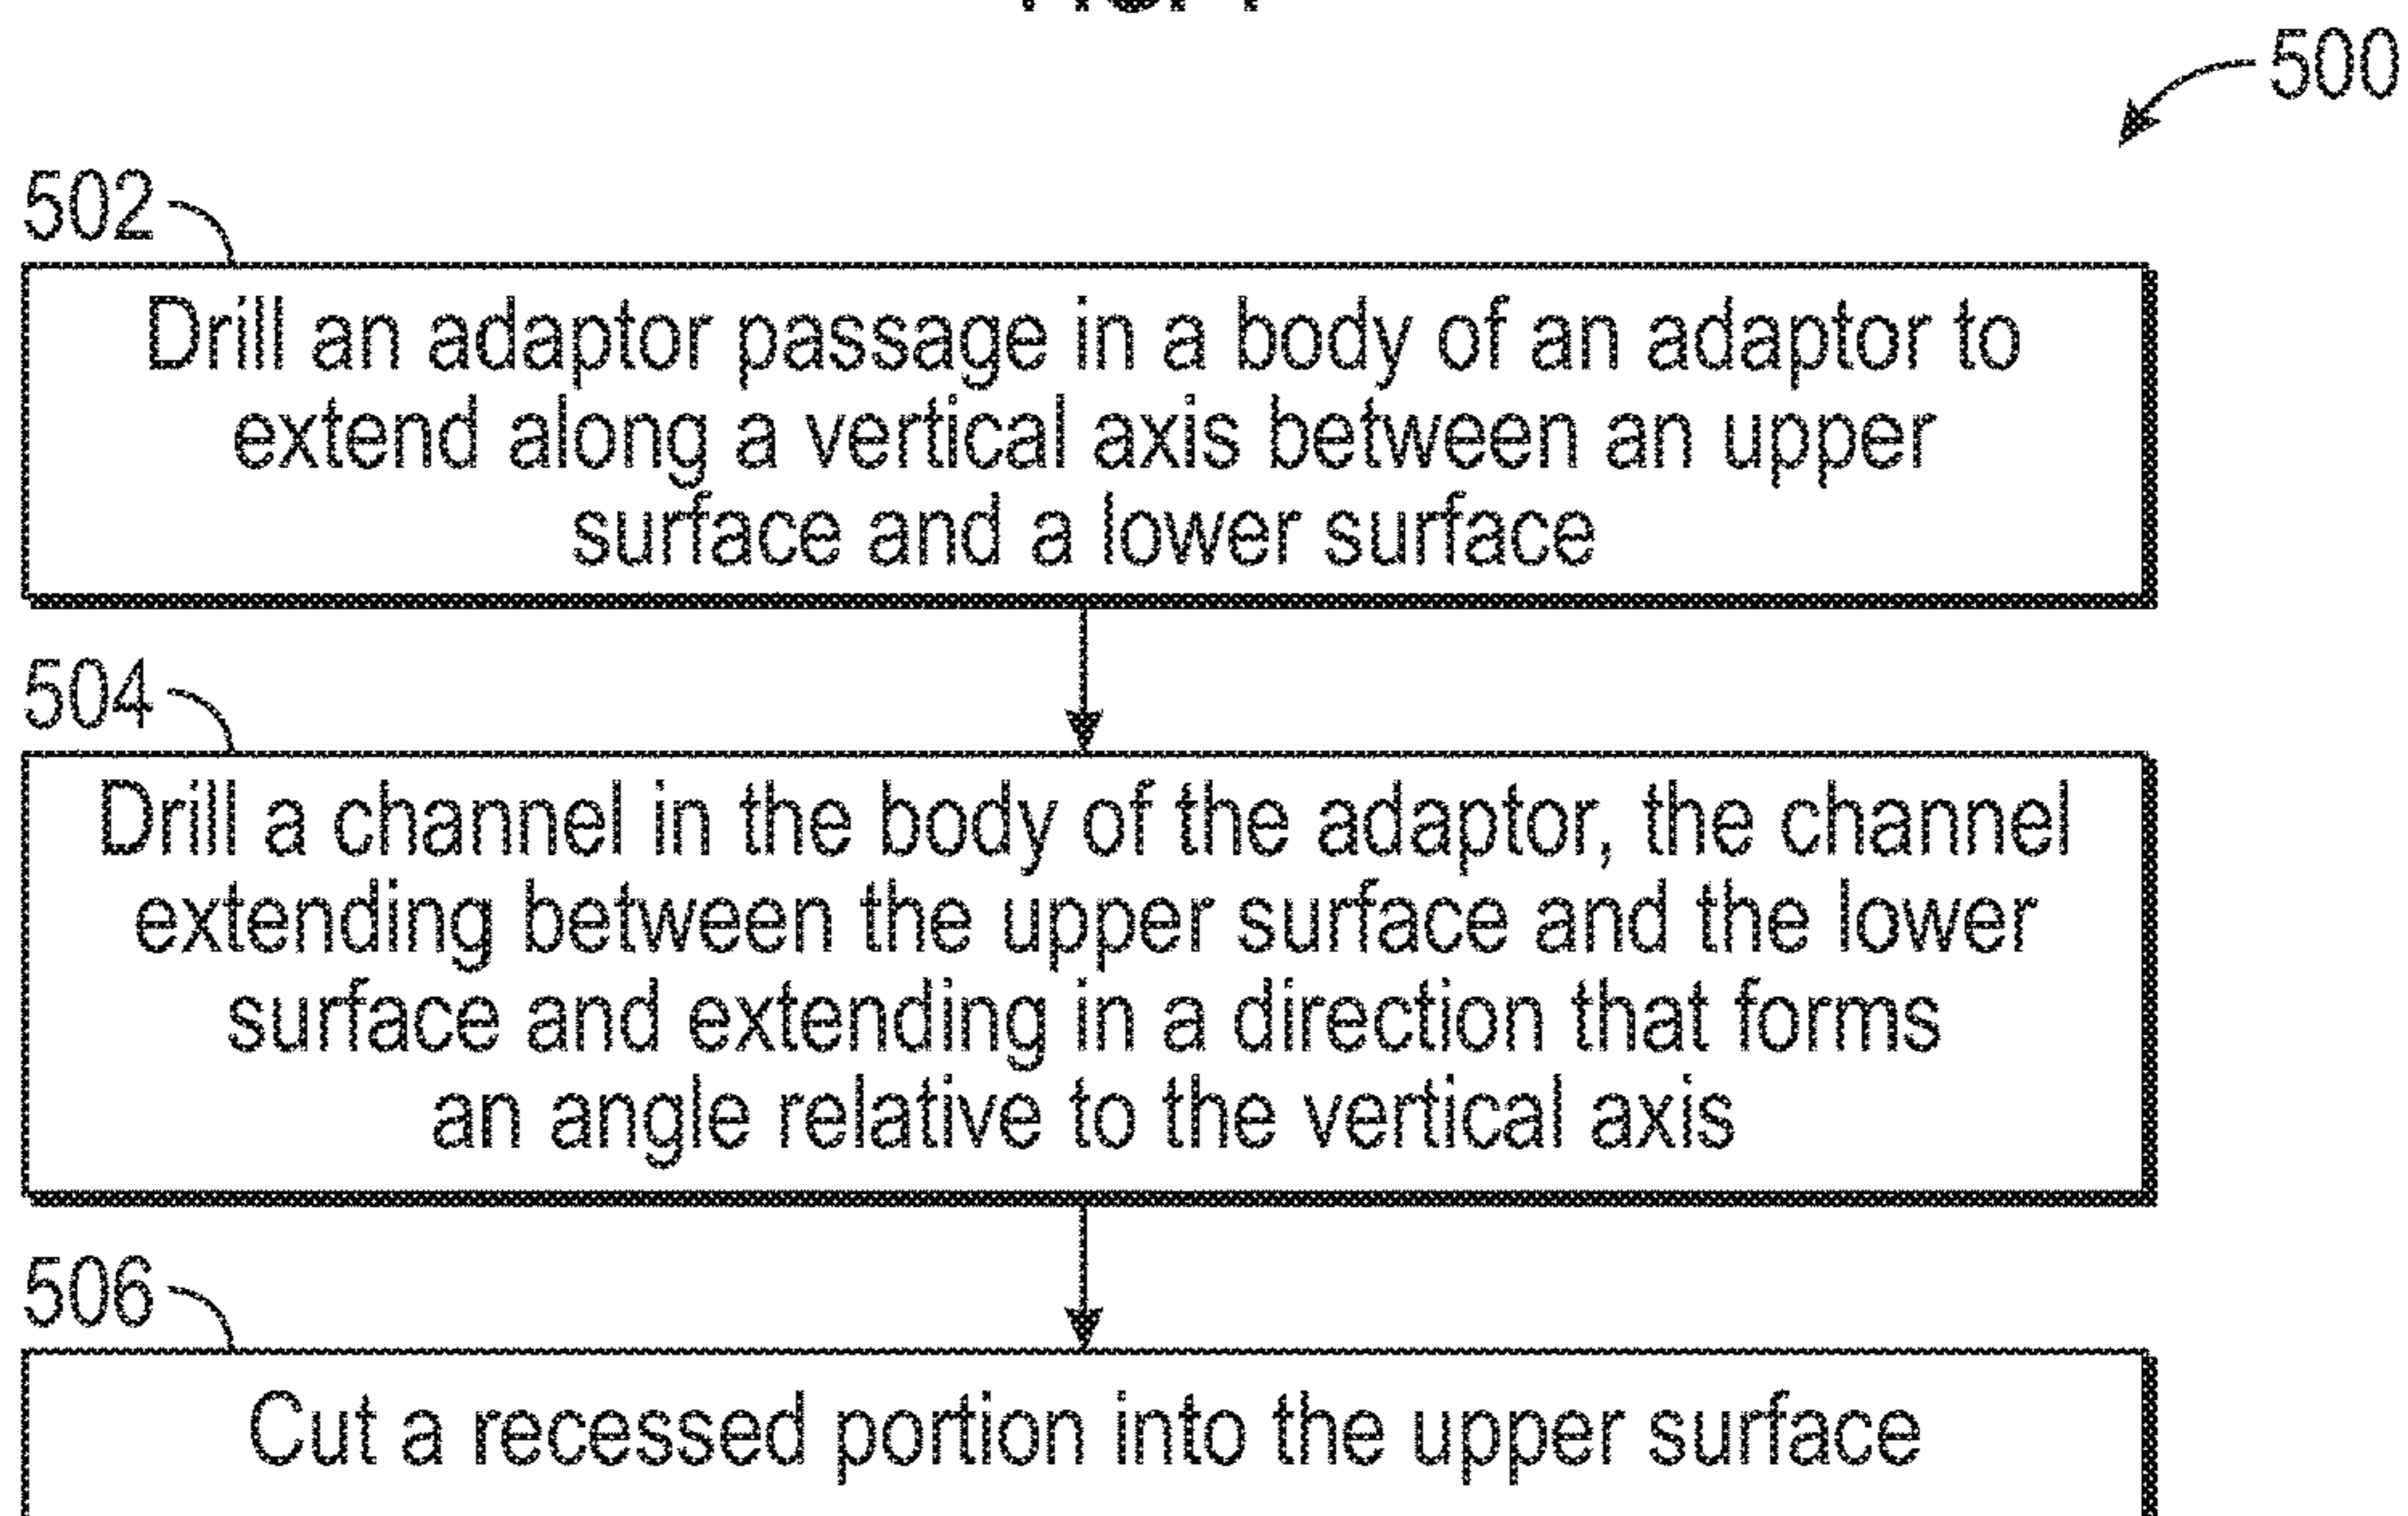 500
502
Drill an adaptor passage in a body of an adaptor to
extend along a vertical axis between an upper
surface and a lower surface
504
Drill a channel in the body of the adaptor, the channel
extending between the upper surface and the lower
surface and extending in a direction that forms
an angle relative to the vertical axis
506
Cut a recessed portion into the upper surface